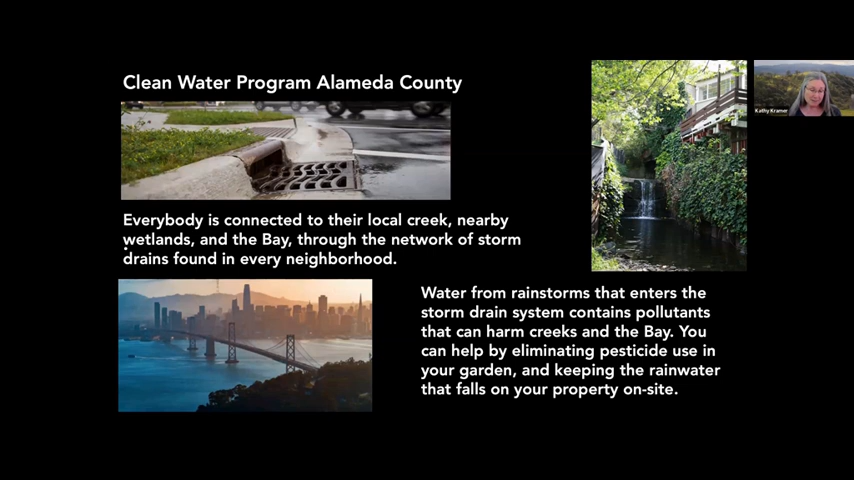 Clean Water Program Alameda County
Kathy Kramer
Everybody is connected to their local creek, nearby
wetlands, and the Bay, through the network of storm
drains found in every neighborhood.
Water from rainstorms that enters the
storm drain system contains pollutants
that can harm creeks and the Bay. You
can help by eliminating pesticide use in
your garden, and keeping the rainwater
that falls on your property on-site.